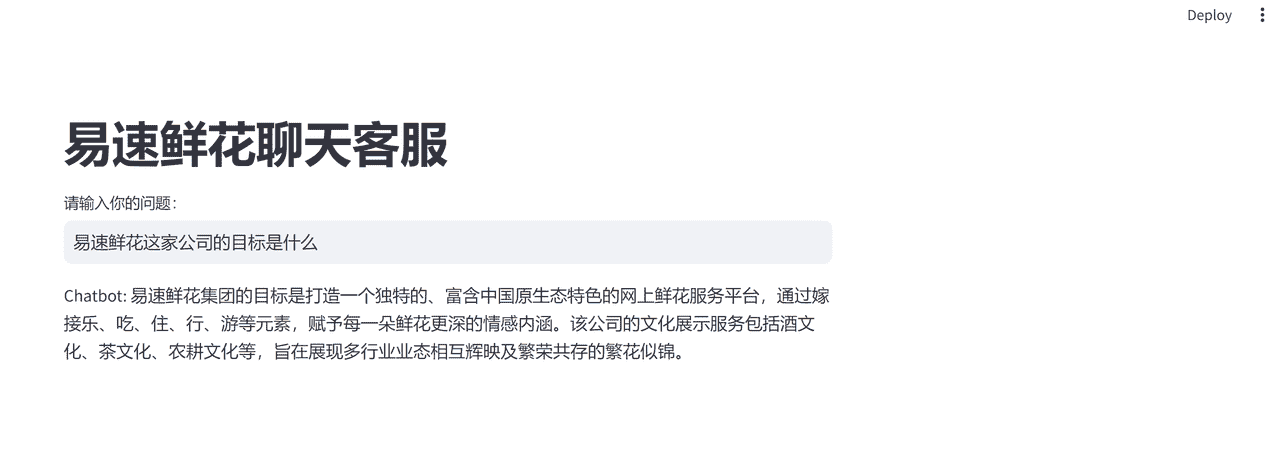 Deploy
易速鲜花聊天客服
请输入你的问题：
易速鲜花这家公司的目标是什么
Chatbot: 易速鲜花集团的目标是打造一个独特的、富含中国原生态特色的网上鲜花服务平台，通过嫁
接乐、吃、住、行、游等元素，赋予每一朵鲜花更深的情感内涵。该公司的文化展示服务包括酒文
化、茶文化、农耕文化等，旨在展现多行业业态相互辉映及繁荣共存的繁花似锦。